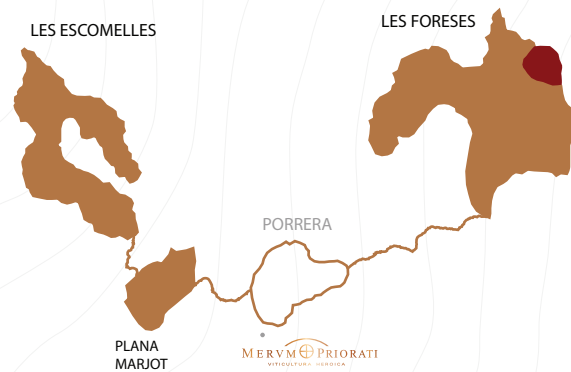 LES FORESES
LES ESCOMELLES
PORRERA
PLANA
MARJOT
MERVM PRIORATI
VITICULTURA HEROICA